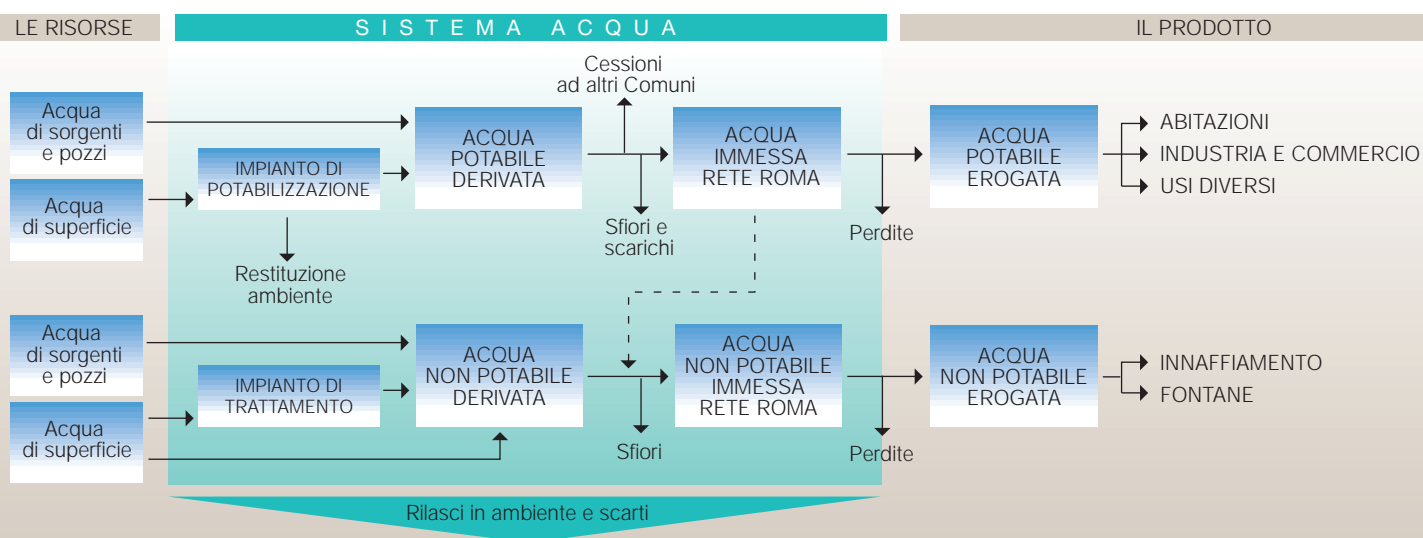 LE RISORSE
SISTEMA ACQUA
IL PRODOTTO
Cessioni
ad altri Comuni
Acqua
di sorgenti
e pozzi
Acqua
di superficie
IMPIANTO DI
POTABILIZZAZIONE
Restituzione
ambiente
ACQUA
POTABILE
DERIVATA
Sfiori e
scarichi
ACQUA
IMMESSA
RETE ROMA
Perdite
ACQUA
POTABILE
EROGATA
ABITAZIONI
INDUSTRIA E COMMERCIO
USI DIVERSI
Acqua
di sorgenti
e pozzi
Acqua
di superficie
IMPIANTO DI
TRATTAMENTO
ACQUA
NON POTABILE
DERIVATA
Sfiori
ACQUA
NON POTABILE
IMMESSA
RETE ROMA
Perdite
ACQUA
NON POTABILE
EROGATA
INNAFFIAMENTO
FONTANE
Rilasci in ambiente e scarti